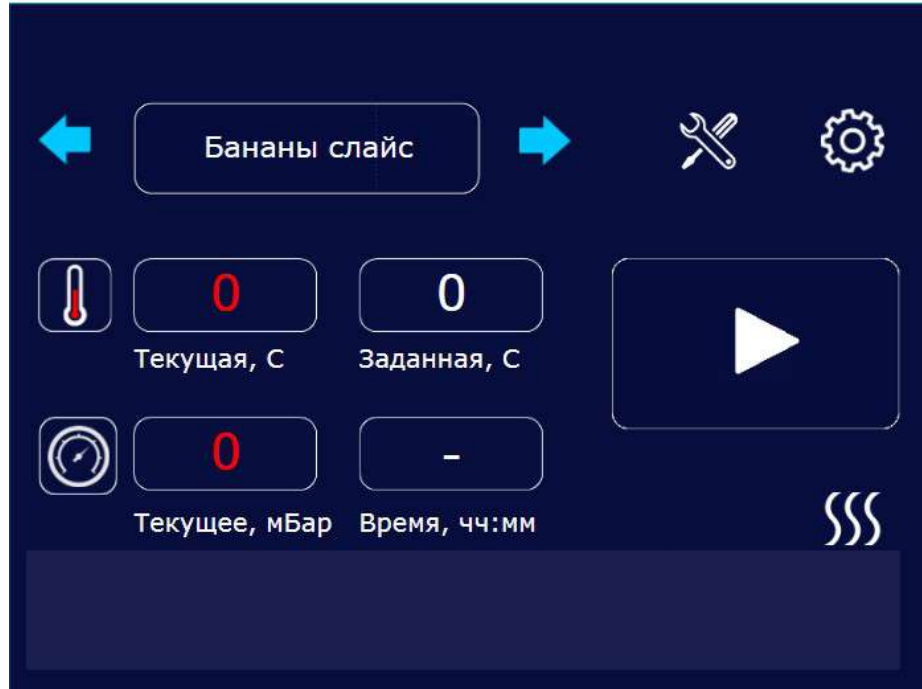 Бананы слайс
0 0
Текущая, С Заданная, С
0 -
Текущее, мБар Время, чч:мм